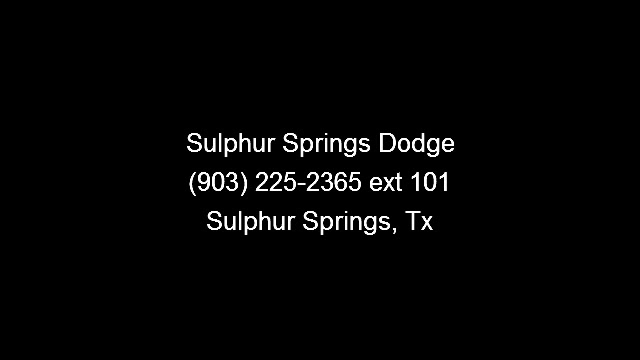 Sulphur Springs Dodge
(903) 225-2365 ext 101
Sulphur Springs, Tx